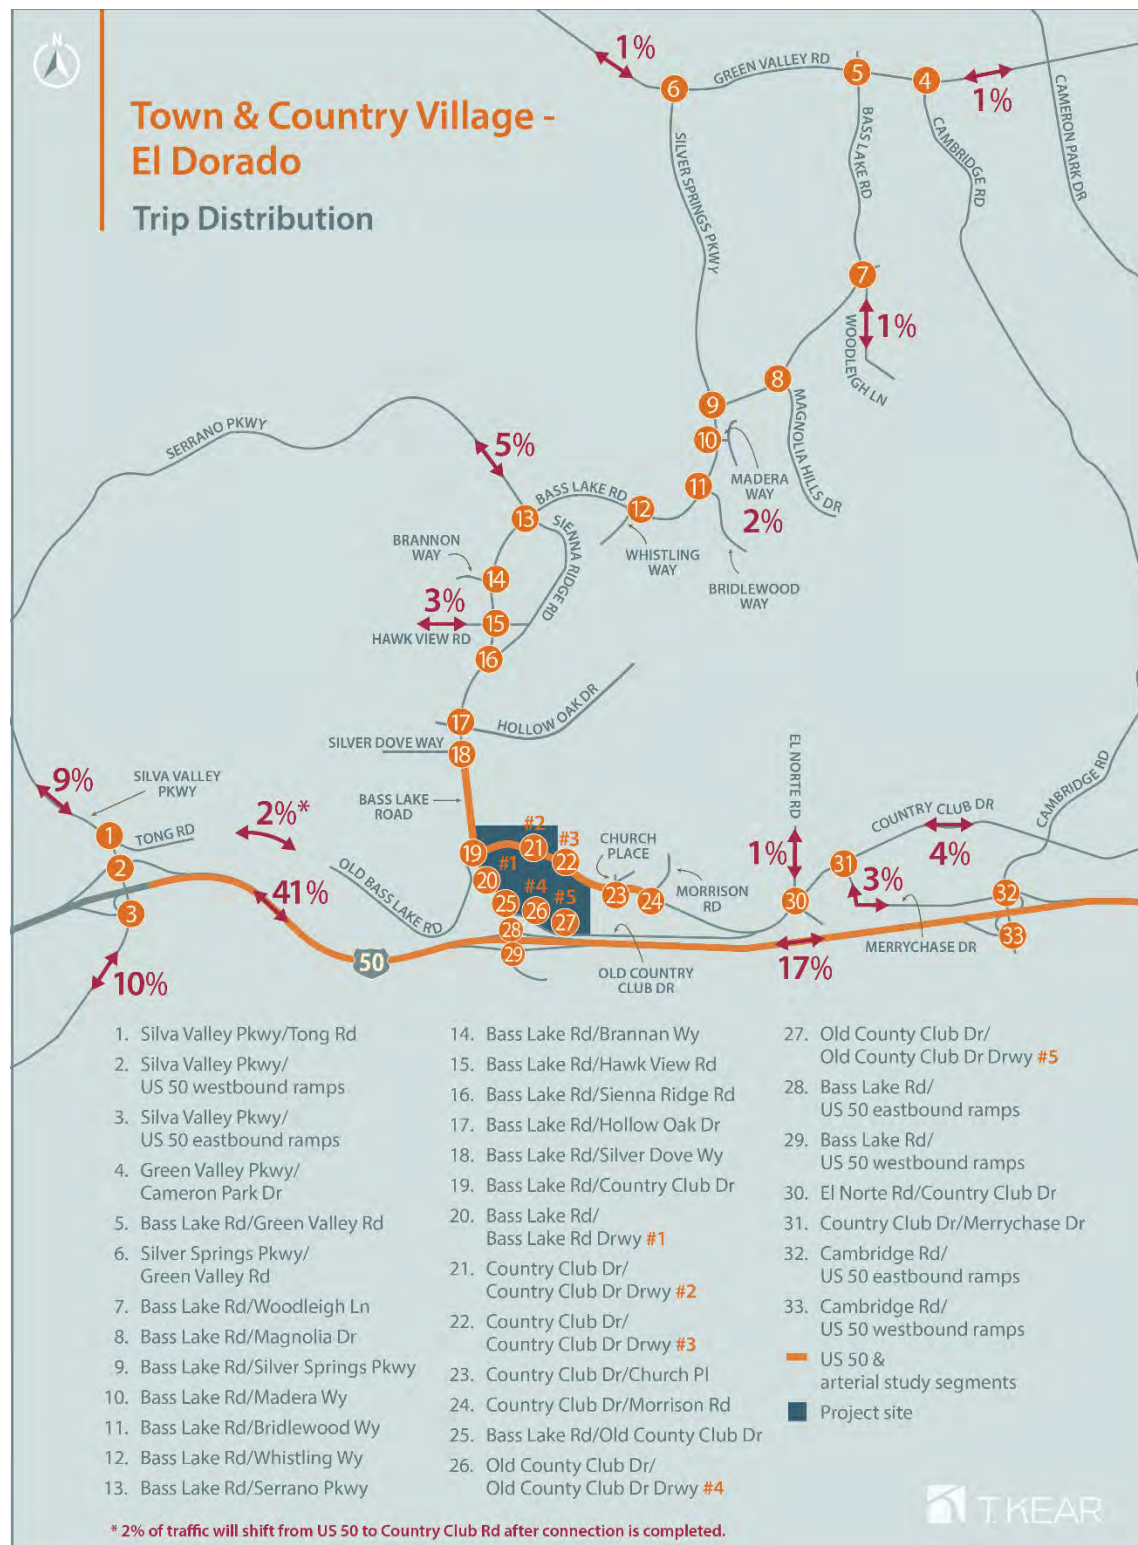 N
Town & Country Village -
El Dorado
Trip Distribution
1%
GREEN VALLEY RD
6
5
4
1%
CAMERON PARK DR
SILVER SPRINGS PKWY
BASS LAKE RD
CAMBRIDGE RD
7
1%
WOODLEIGH LN
8
9
10
MADERA
WAY
MAGNOLIA HILLS DR
11
2%
BRIDLEWOOD
WAY
SERRANO PKWY
5%
BASS LAKE RD
12
WHISTLING
WAY
13
SIENNA RIDGE RD
BRANNON
WAY
14
3%
15
HAWK VIEW RD
16
17
HOLLOW OAK DR
SILVER DOVE WAY
18
BASS LAKE
ROAD
9%
SILVA VALLEY
PKWY
1
TONG RD
2%*
2
3
41%
10%
50
OLD BASS LAKE RD
19
#2
21
#3
22
#1
20
25
#4
26
#5
27
28
29
CHURCH
PLACE
23
24
MORRISON
RD
OLD COUNTRY
CLUB DR
EL NORTE RD
1%
30
31
COUNTRY CLUB DR
4%
3%
MERRYCHASE DR
17%
CAMBRIDGE RD
32
33
1. Silva Valley Pkwy/Tong Rd
2. Silva Valley Pkwy/
US 50 westbound ramps
3. Silva Valley Pkwy/
US 50 eastbound ramps
4. Green Valley Pkwy/
Cameron Park Dr
5. Bass Lake Rd/Green Valley Rd
6. Silver Springs Pkwy/
Green Valley Rd
7. Bass Lake Rd/Woodleigh Ln
8. Bass Lake Rd/Magnolia Dr
9. Bass Lake Rd/Silver Springs Pkwy
10. Bass Lake Rd/Madera Wy
11. Bass Lake Rd/Bridlewood Wy
12. Bass Lake Rd/Whistling Wy
13. Bass Lake Rd/Serrano Pkwy
14. Bass Lake Rd/Brannan Wy
15. Bass Lake Rd/Hawk View Rd
16. Bass Lake Rd/Sienna Ridge Rd
17. Bass Lake Rd/Hollow Oak Dr
18. Bass Lake Rd/Silver Dove Wy
19. Bass Lake Rd/Country Club Dr
20. Bass Lake Rd/
Bass Lake Rd Drwy #1
21. Country Club Dr/
Country Club Dr Drwy #2
22. Country Club Dr/
Country Club Dr Drwy #3
23. Country Club Dr/Church Pl
24. Country Club Dr/Morrison Rd
25. Bass Lake Rd/Old County Club Dr
26. Old County Club Dr/
Old County Club Dr Drwy #4
27. Old County Club Dr/
Old County Club Dr Drwy #5
28. Bass Lake Rd/
US 50 eastbound ramps
29. Bass Lake Rd/
US 50 westbound ramps
30. El Norte Rd/Country Club Dr
31. Country Club Dr/Merrychase Dr
32. Cambridge Rd/
US 50 eastbound ramps
33. Cambridge Rd/
US 50 westbound ramps
US 50 &
arterial study segments
Project site
* 2% of traffic will shift from US 50 to Country Club Rd after connection is completed.
T.KEAR